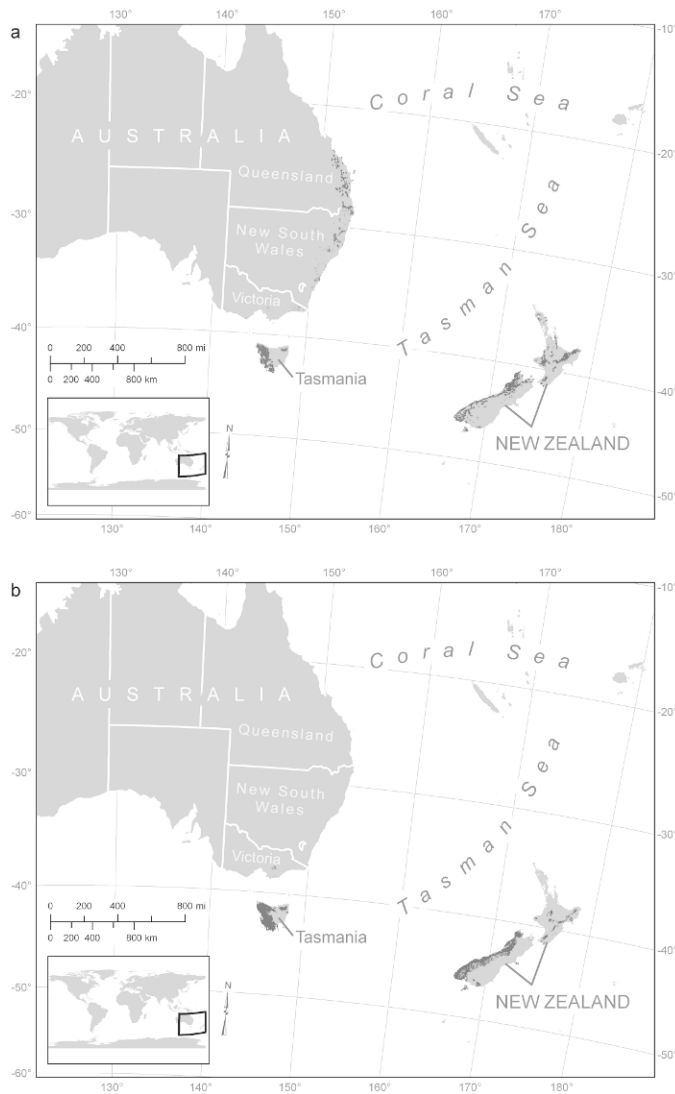 a
130° 140° 150° 160° 170°
-10°
-20°
Coral Sea
AUSTRALIA
-20°
Queensland
-30°
New South
Wales
Tasman Sea
-30°
Victoria
-40°
0 400 800 mi
0 200 400 800 km
Tasmania
-40°
N
-50°
NEW ZEALAND
-50°
-60°
130° 140° 150° 160° 170° 180°
b
130° 140° 150° 160° 170°
-10°
Coral Sea
-20°
AUSTRALIA
-20°
Queensland
-30°
New South
Wales
Tasman Sea
-30°
Victoria
-40°
0 400 800 mi
0 200 400 800 km
Tasmania
-40°
N
-50°
NEW ZEALAND
-50°
-60°
130° 140° 150° 160° 170° 180°